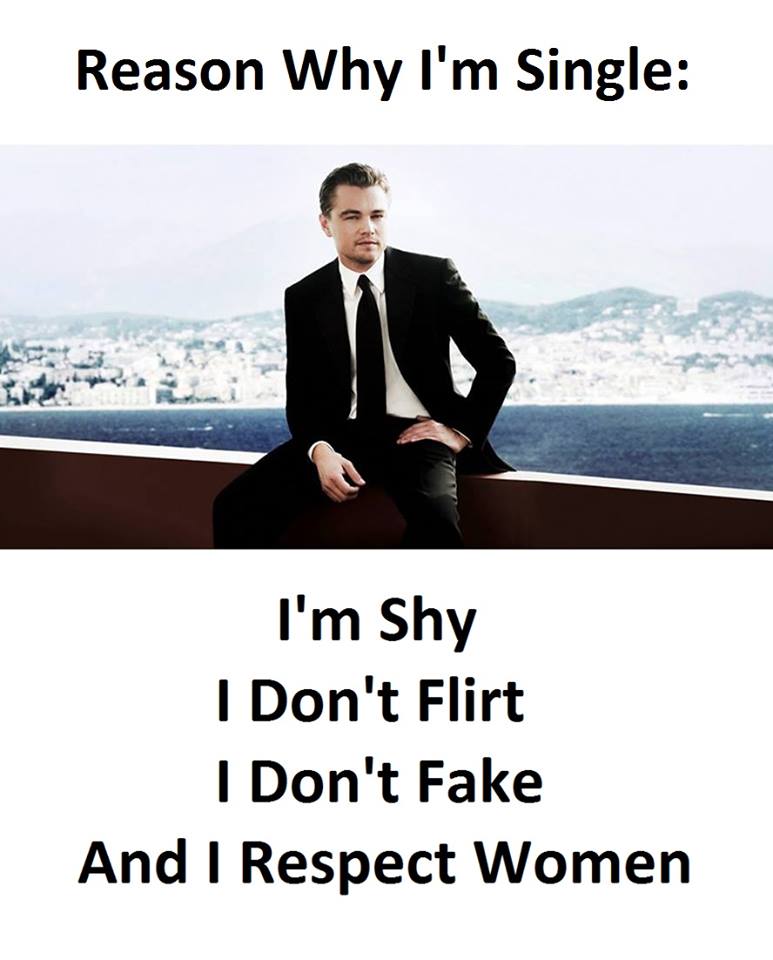 Reason Why I'm Single:
I'm Shy
I Don't Flirt
I Don't Fake
And I Respect Women